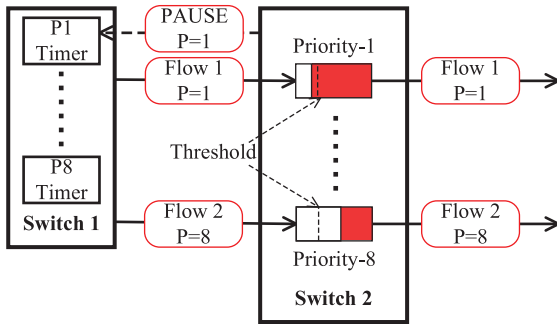 P1
Timer
PAUSE
P=1
Flow 1
P=1
Priority-1
Flow 1
P=1
Threshold
P8
Timer
Switch 1
Flow 2
P=8
Priority-8
Flow 2
P=8
Switch 2